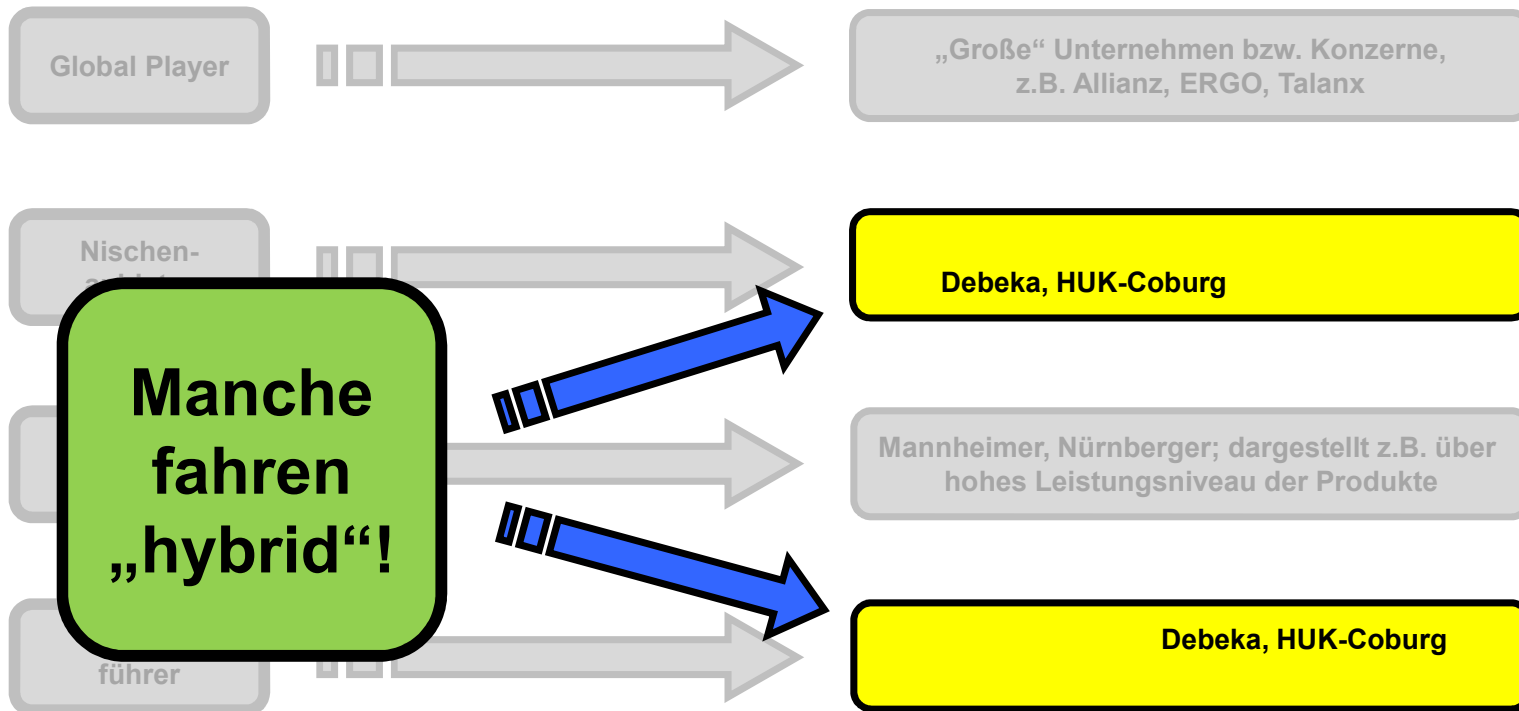 Global Player
„Große“ Unternehmen bzw. Konzerne,
z.B. Allianz, ERGO, Talanx
Nischen-
Debeka, HUK-Coburg
Manche
fahren
„hybrid“!
Mannheimer, Nürnberger; dargestellt z.B. über
hohes Leistungsniveau der Produkte
Debeka, HUK-Coburg
führer